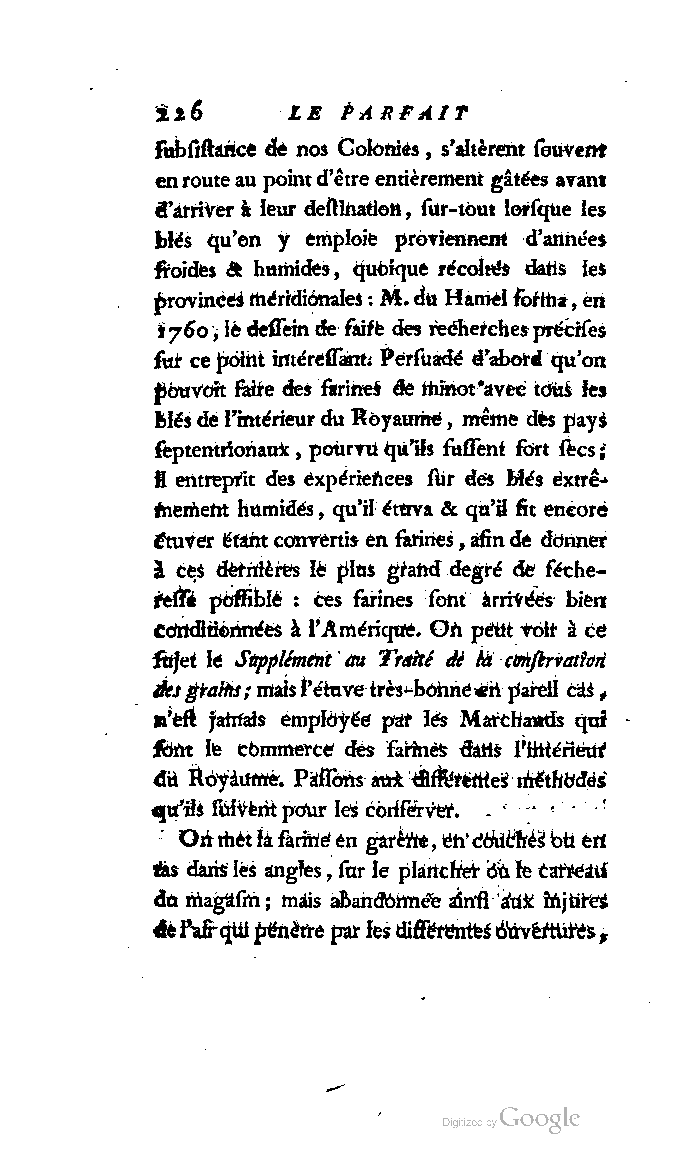 226 LE PARFAIT
ſubſiſtance de nos Colonies, s'altèrent ſouvent
en route au point d'être entièrement gâtées avant
d'arriver à leur deſtination, ſur-tout lorſque les
blés qu'on y emploie proviennent d'années
froides & humides, quoique récoltés dans les
provinces méridionales : M. du Hamel forma, en
1760, le deſſein de faire des recherches préciſes
ſur ce point intéreſſant. Perſuadé d'abord qu'on
pouvoit faire des farines de minot avec tous les
blés de l'intérieur du Royaume, même des pays
ſeptentrionaux, pourvu qu'ils fuſſent fort ſecs ;
Il entreprit des expériences ſur des blés extrê-
mement humides, qu'il étuva & qu'il fit encore
étuver étant convertis en farines, afin de donner
à ces dernières le plus grand degré de ſéche-
reſſe poſſible : ces farines ſont arrivées bien
conditionnées à l'Amérique. On peut voir à ce
ſujet le Supplément au Traité de la conſervation
des grains ; mais l'étuve très-bonne en pareil cas,
n'eſt jamais employée par les Marchands qui
font le commerce des farines dans l'intérieur
du Royaume. Paſſons aux différentes méthodes
qu'ils ſuivent pour les conſerver.
On met la farine en garène, en couches ou en
tas dans les angles, ſur le plancher ou le carreau
du magaſin ; mais abandonnée ainſi aux injures
de l'air qui pénètre par les différentes ouvertures,
Digitized by Google